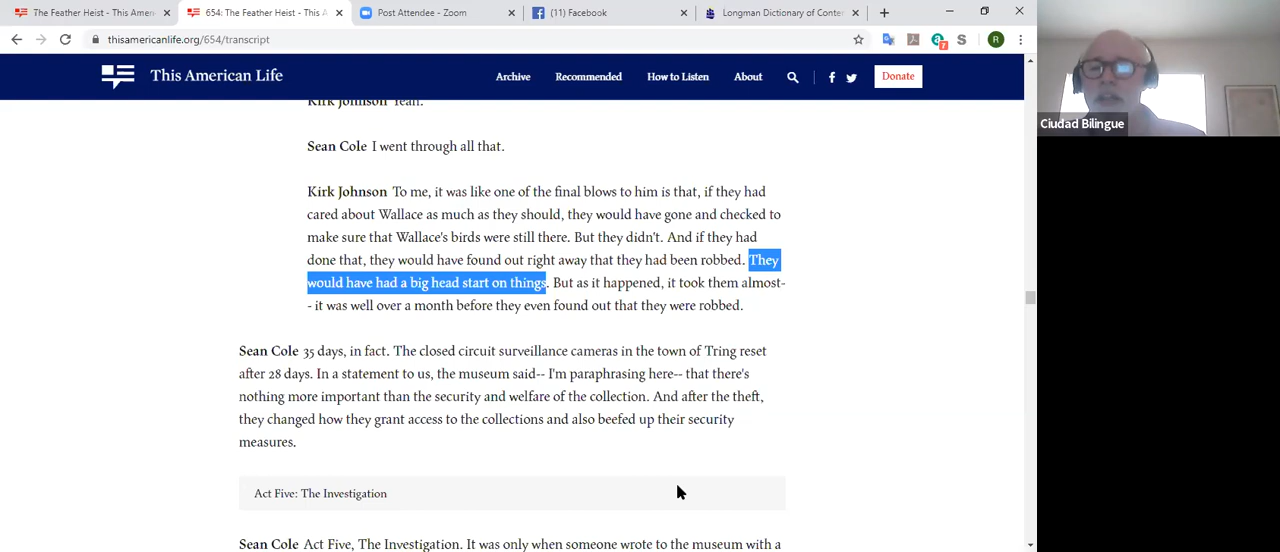 The Feather Heist - This Ameri
654: The Feather Heist - This A
Post Attendee - Zoom
(11) Facebook
Longman Dictionary of Conter
thisamericanlife.org/654/transcript
7
S
R
This American Life
Archive
Recommended
How to Listen
About
Donate
Ciudad Bilingue
Kirk Johnson Yeah.
Sean Cole I went through all that.
Kirk Johnson To me, it was like one of the final blows to him is that, if they had
cared about Wallace as much as they should, they would have gone and checked to
make sure that Wallace's birds were still there. But they didn't. And if they had
done that, they would have found out right away that they had been robbed. They
would have had a big head start on things. But as it happened, it took them almost-
- it was well over a month before they even found out that they were robbed.
Sean Cole 35 days, in fact. The closed circuit surveillance cameras in the town of Tring reset
after 28 days. In a statement to us, the museum said-- I'm paraphrasing here-- that there's
nothing more important than the security and welfare of the collection. And after the theft,
they changed how they grant access to the collections and also beefed up their security
measures.
Act Five: The Investigation
Sean Cole Act Five, The Investigation. It was only when someone wrote to the museum with a